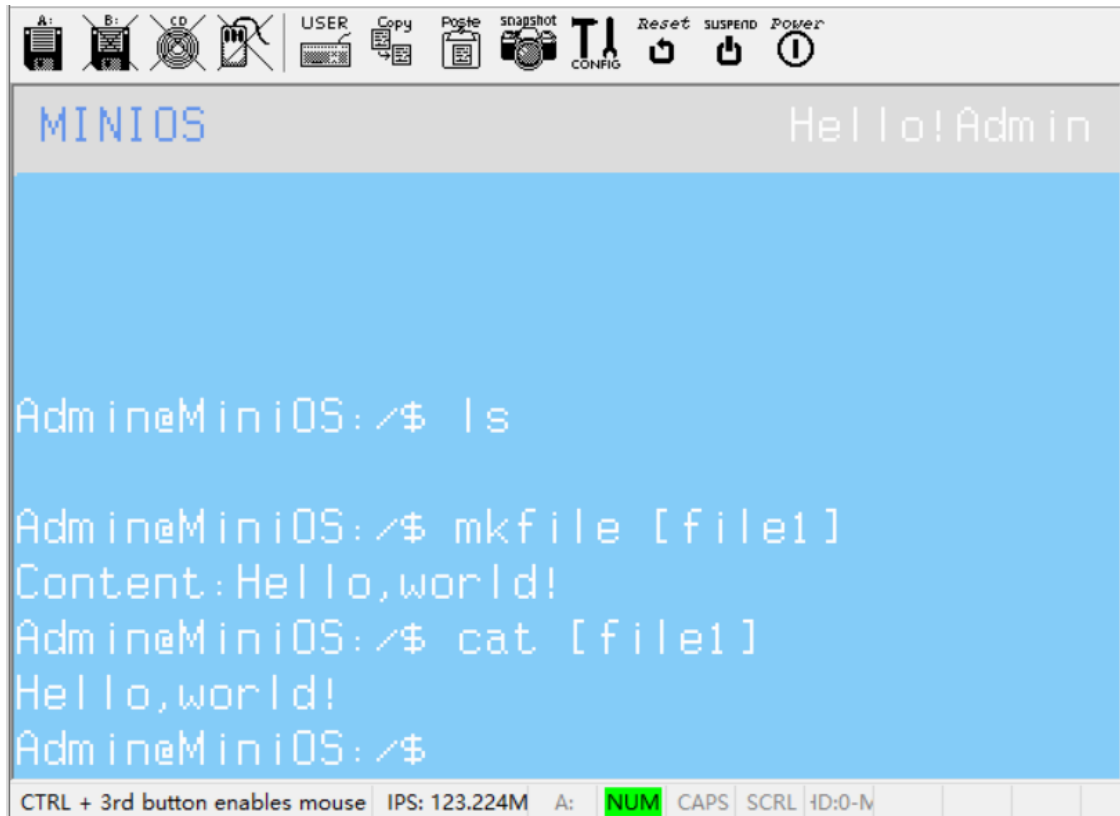 A: B: CD USER Copy Paste snapshot CONFIG Reset SUSPEND Power
MINIOS Hello!Admin
Admin@MiniOS:/$ ls
Admin@MiniOS:/$ mkfile [file1]
Content:Hello,world!
Admin@MiniOS:/$ cat [file1]
Hello,world!
Admin@MiniOS:/$
CTRL + 3rd button enables mouse IPS: 123.224M A: NUM CAPS SCRL HD:0-M